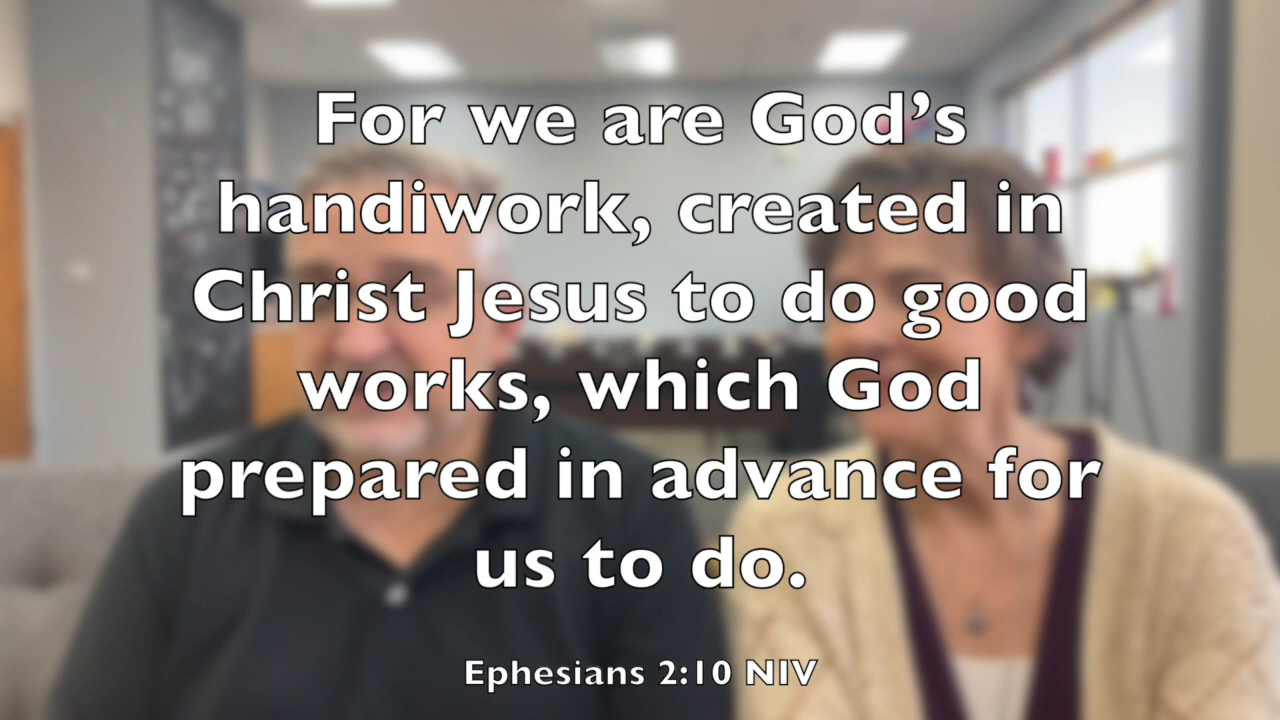 For we are God’s
handiwork, created in
Christ Jesus to do good
works, which God
prepared in advance for
us to do.
Ephesians 2:10 NIV